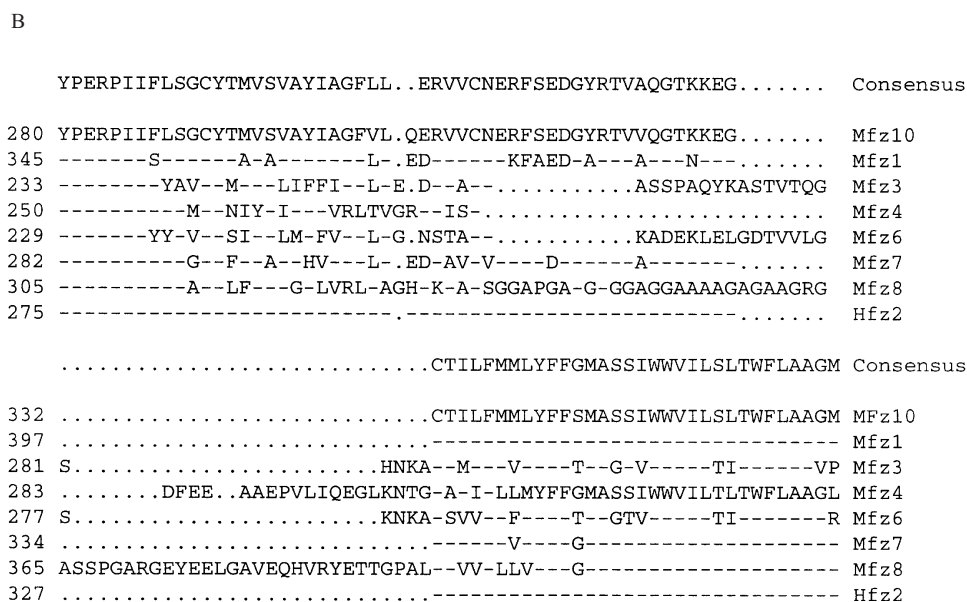 B
YPERPIIFLSGCYTMVSVAYIAGFLL..ERVVCNERFSEDGYRTVAQGTKKEG....... Consensus
280 YPERPIIFLSGCYTMVSVAYIAGFVL.QERVVCNERFSEDGYRTVVQGTKKEG....... Mfz10
345 -------S------A-A-------L-.ED------KFAED-A---A---N---....... Mfz1
233 --------YAV--M---LIFFI--L-E.D--A--...........ASSPAQYKASTVTQG Mfz3
250 ----------M--NIY-I---VRLTVGR--IS-........................... Mfz4
229 -------YY-V--SI--LM-FV--L-G.NSTA--...........KADEKLELGDTVVLG Mfz6
282 ----------G--F--A--HV---L-.ED-AV-V----D------A-------....... Mfz7
305 ----------A--LF---G-LVRL-AGH-K-A-SGGAPGA-G-GGAGGAAAAGAGAAGRG Mfz8
275 --------------------------.--------------------------....... Hfz2
.............................CTILFMMLYFFGMASSIWWVILSLTWFLAAGM Consensus
332 .............................CTILFMMLYFFSMASSIWWVILSLTWFLAAGM MFz10
397 .............................-------------------------------- Mfz1
281 S........................HNKA--M---V----T--G-V-----TI------VP Mfz3
283 ........DFEE..AAEPVLIQEGLKNTG-A-I-LLMYFFGMASSIWWVILTLTWFLAAGL Mfz4
277 S........................KNKA-SVV--F----T--GTV-----TI-------R Mfz6
334 .............................------V----G-------------------- Mfz7
365 ASSPGARGEYEELGAVEQHVRYETTGPAL--VV-LLV---G-------------------- Mfz8
327 .............................-------------------------------- Hfz2